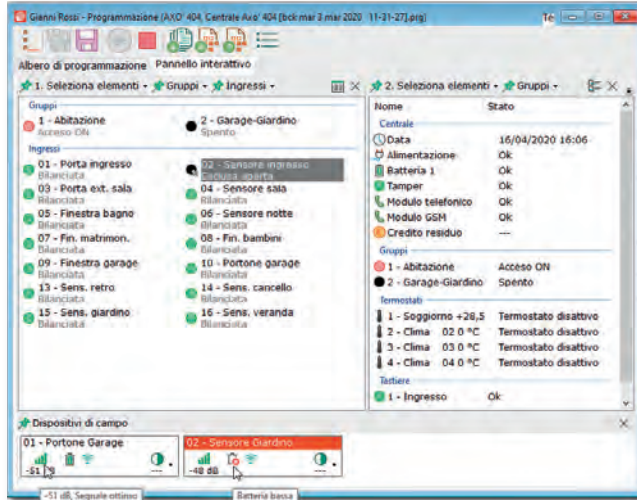 Gianni Rossi - Programmazione (AXO' 404, Centrale Axo' 404 [bck mar 3 mar 2020 11-31-27].prg)
Te
Albero di programmazione Pannello interattivo
1. Seleziona elementi Gruppi Ingressi
Gruppi
1 - Abitazione
Acceso ON
2 - Garage-Giardino
Spento
Ingressi
01 - Porta ingresso
Bilanciata
02 - Sensore ingresso
Esclusa aperta
03 - Porta ext. sala
Bilanciata
04 - Sensore sala
Bilanciata
05 - Finestra bagno
Bilanciata
06 - Sensore notte
Bilanciata
07 - Fin. matrimon.
Bilanciata
08 - Fin. bambini
Bilanciata
09 - Finestra garage
Bilanciata
10 - Portone garage
Bilanciata
13 - Sens. retro
Bilanciata
14 - Sens. cancello
Bilanciata
15 - Sens. giardino
Bilanciata
16 - Sens. veranda
Bilanciata
2. Seleziona elementi Gruppi
Nome Stato
Centrale
Data 16/04/2020 16:06
Alimentazione Ok
Batteria 1 Ok
Tamper Ok
Modulo telefonico Ok
Modulo GSM Ok
Credito residuo ---
Gruppi
1 - Abitazione Acceso ON
2 - Garage-Giardino Spento
Termostati
1 - Soggiorno +28,5 Termostato disattivo
2 - Clima 02 0 °C Termostato disattivo
3 - Clima 03 0 °C Termostato disattivo
4 - Clima 04 0 °C Termostato disattivo
Tastiere
1 - Ingresso Ok
Dispositivi di campo
01 - Portone Garage
-51 dB ---
02 - Sensore Giardino
-48 dB ---
-51 dB, Segnale ottimo
Batteria bassa